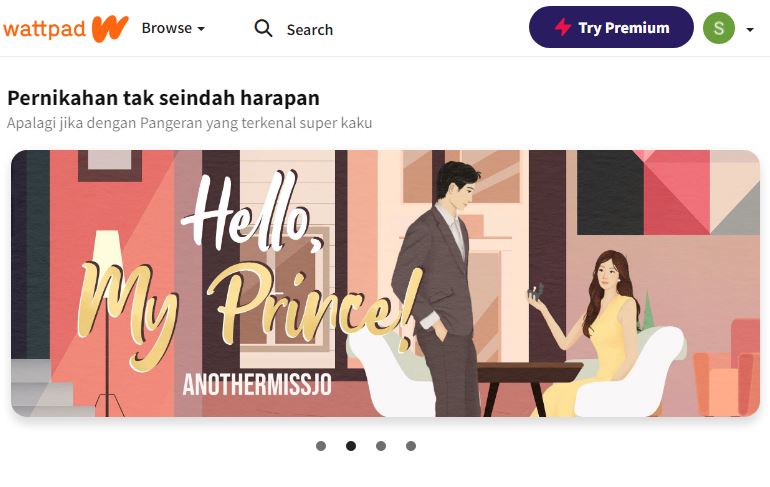 wattpad
Browse
Search
Try Premium
S
Pernikahan tak seindah harapan
Apalagi jika dengan Pangeran yang terkenal super kaku
Hello,
My Prince!
ANOTHERMISSJO